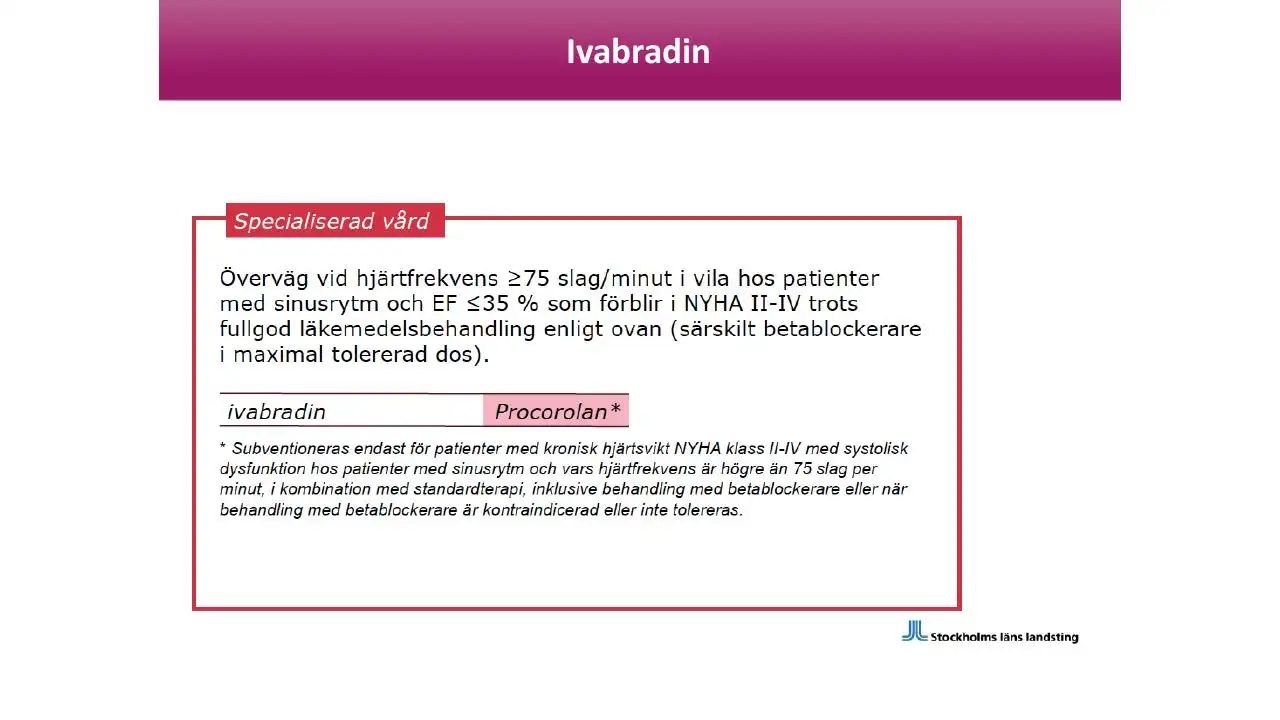 Ivabradin
Specialiserad vård
Överväg vid hjärtfrekvens ≥75 slag/minut i vila hos patienter
med sinusrytm och EF ≤35 % som förblir i NYHA II-IV trots
fullgod läkemedelsbehandling enligt ovan (särskilt betablockerare
i maximal tolererad dos).
ivabradin Procorolan*
* Subventioneras endast för patienter med kronisk hjärtsvikt NYHA klass II-IV med systolisk
dysfunktion hos patienter med sinusrytm och vars hjärtfrekvens är högre än 75 slag per
minut, i kombination med standardterapi, inklusive behandling med betablockerare eller när
behandling med betablockerare är kontraindicerad eller inte tolereras.
Stockholms läns landsting